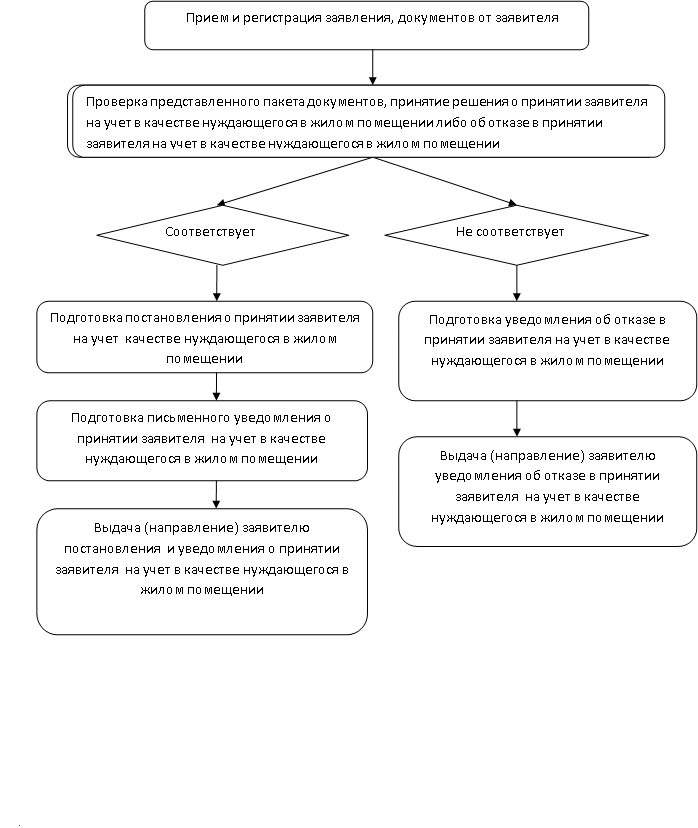 Прием и регистрация заявления, документов от заявителя
Проверка представленного пакета документов, принятие решения о принятии заявителя
на учет в качестве нуждающегося в жилом помещении либо об отказе в принятии
заявителя на учет в качестве нуждающегося в жилом помещении
Соответствует
Не соответствует
Подготовка постановления о принятии заявителя
на учет качестве нуждающегося в жилом
помещении
Подготовка письменного уведомления о
принятии заявителя на учет в качестве
нуждающегося в жилом помещении
Выдача (направление) заявителю
постановления и уведомления о принятии
заявителя на учет в качестве нуждающегося в
жилом помещении
Подготовка уведомления об отказе в
принятии заявителя на учет в качестве
нуждающегося в жилом помещении
Выдача (направление) заявителю
уведомления об отказе в принятии
заявителя на учет в качестве
нуждающегося в жилом помещении